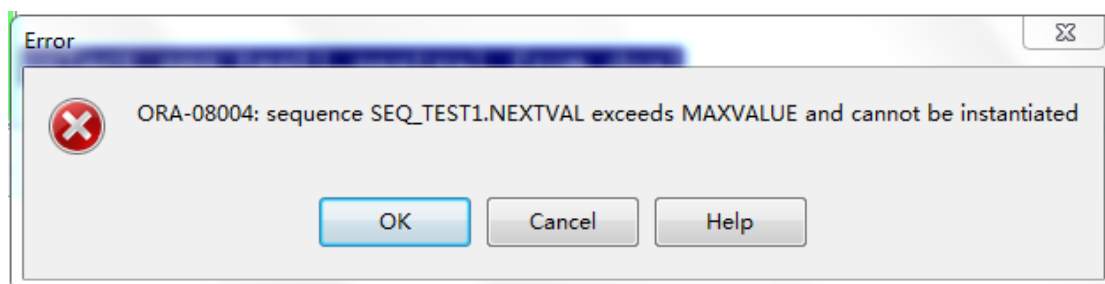 Error
ORA-08004: sequence SEQ_TEST1.NEXTVAL exceeds MAXVALUE and cannot be instantiated
OK Cancel Help